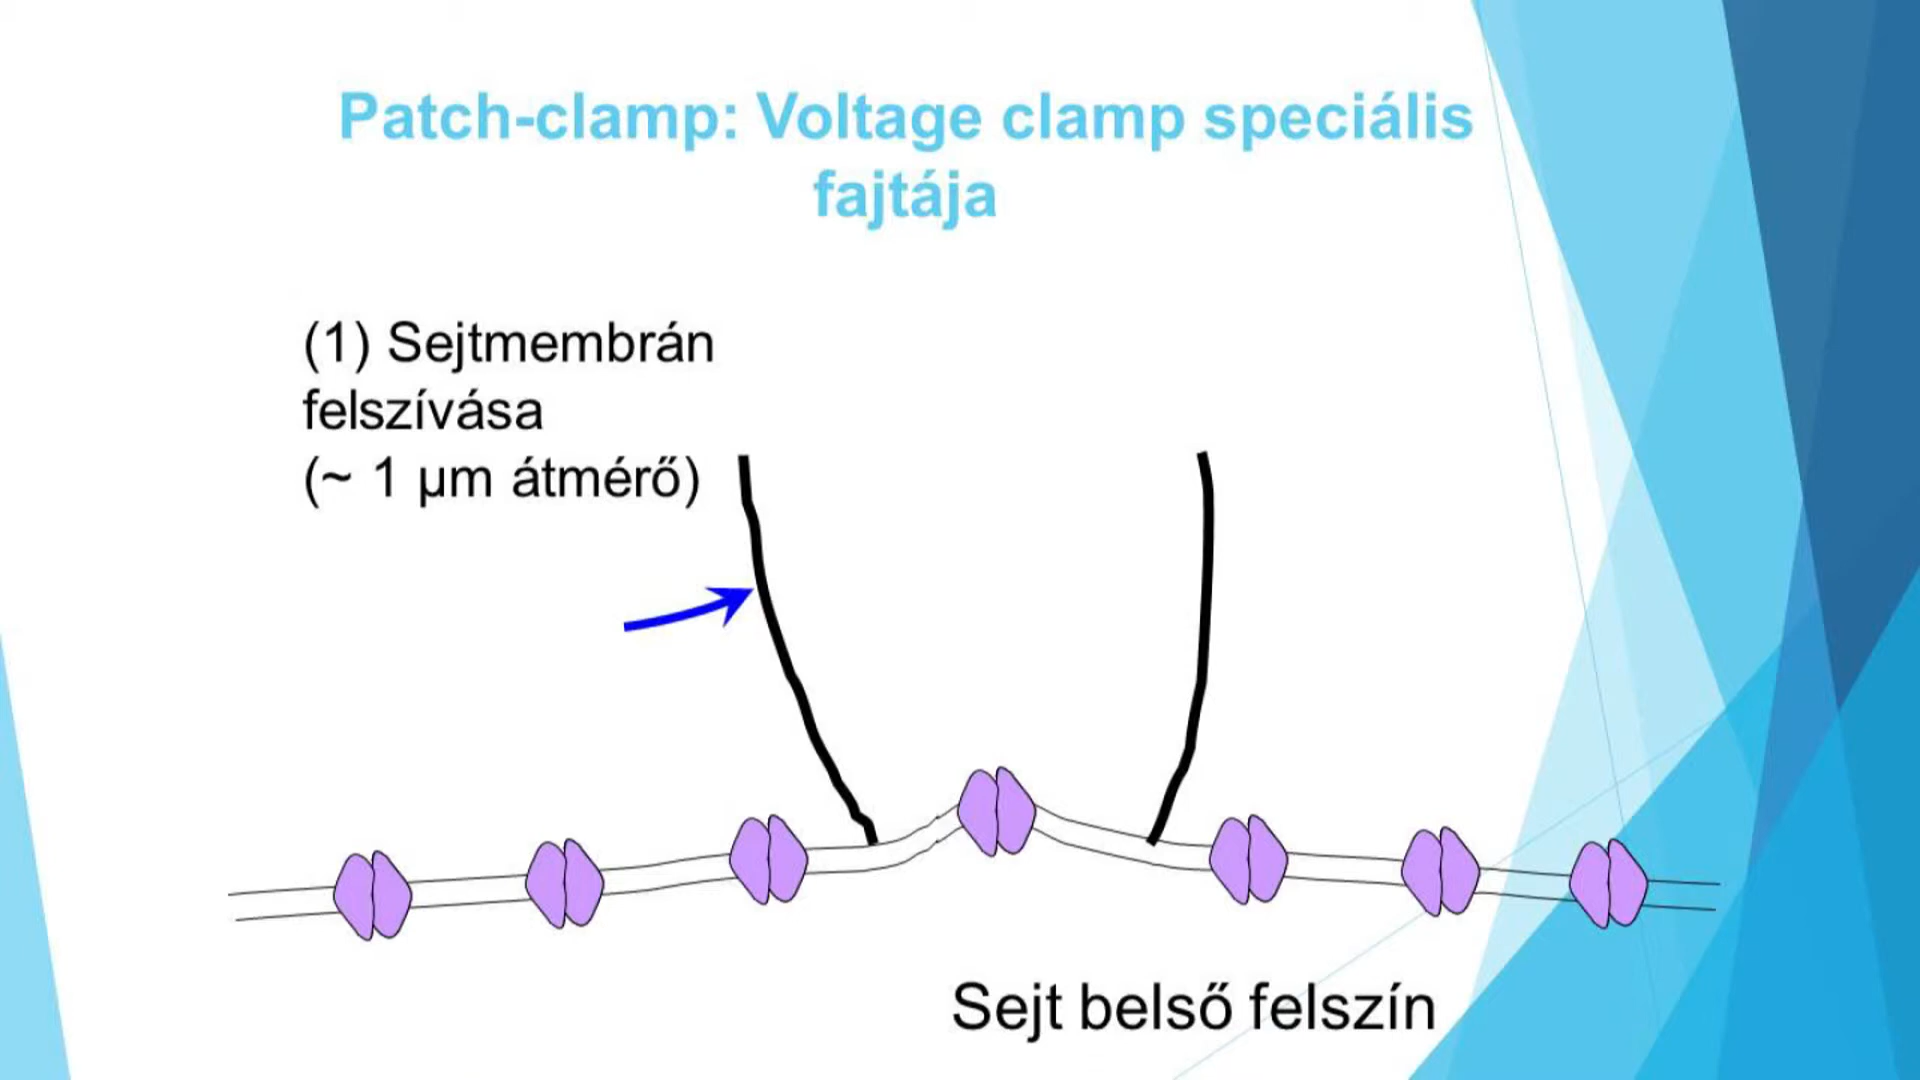 Patch-clamp: Voltage clamp speciális
fajtája
(1) Sejtmembrán
felszívása
(~ 1 μm átmérő)
Sejt belső felszín